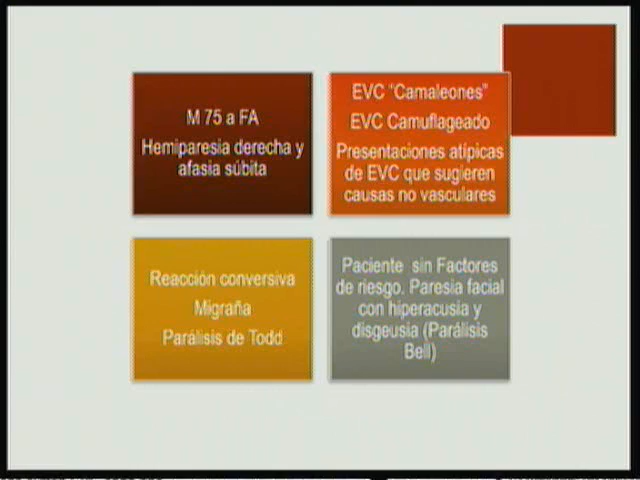 M 75 a FA
Hemiparesia derecha y
afasia súbita
EVC "Camaleones"
EVC Camuflageado
Presentaciones atípicas
de EVC que sugieren
causas no vasculares
Reacción conversiva
Migraña
Parálisis de Todd
Paciente sin Factores
de riesgo. Paresia facial
con hiperacusia y
disgeusia (Parálisis
Bell)